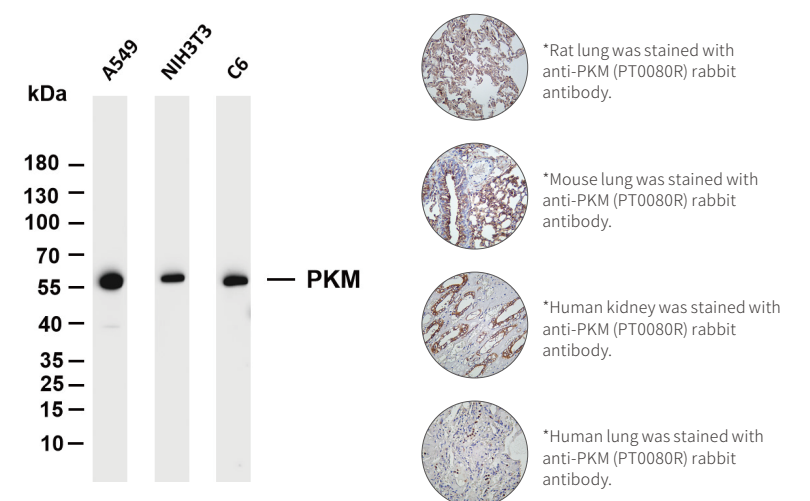 A549 NIH3T3 C6
kDa
180
130
100
70
55
40
35
25
15
10
PKM
*Rat lung was stained with
anti-PKM (PT0080R) rabbit
antibody.
*Mouse lung was stained with
anti-PKM (PT0080R) rabbit
antibody.
*Human kidney was stained with
anti-PKM (PT0080R) rabbit
antibody.
*Human lung was stained with
anti-PKM (PT0080R) rabbit
antibody.